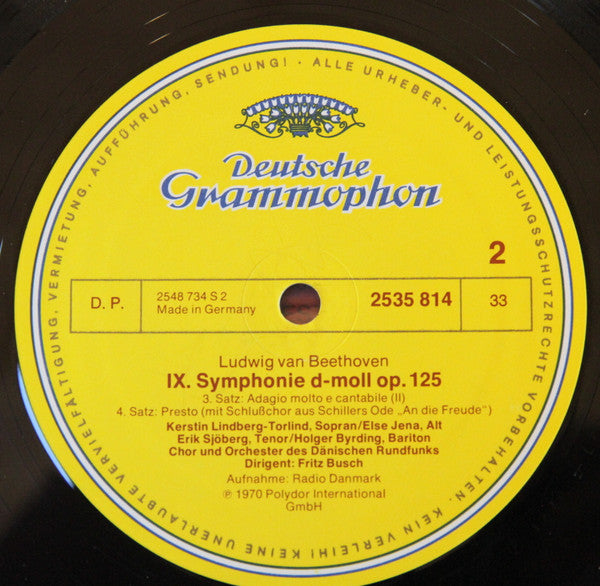 ALLE URHEBER- UND LEISTUNGSSCHUTZRECHTE VORBEHALTEN · KEIN VERLEIH! KEINE UNERLAUBTE VERVIELFÄLTIGUNG, VERMIETUNG, AUFFÜHRUNG, SENDUNG! ·
Deutsche
Grammophon
2
D. P.
2548 734 S 2
Made in Germany
2535 814
33
Ludwig van Beethoven
IX. Symphonie d-moll op. 125
3. Satz: Adagio molto e cantabile (II)
4. Satz: Presto (mit Schlußchor aus Schillers Ode „An die Freude")
Kerstin Lindberg-Torlind, Sopran/Else Jena, Alt
Erik Sjöberg, Tenor/Holger Byrding, Bariton
Chor und Orchester des Dänischen Rundfunks
Dirigent: Fritz Busch
Aufnahme: Radio Danmark
℗ 1970 Polydor International
GmbH